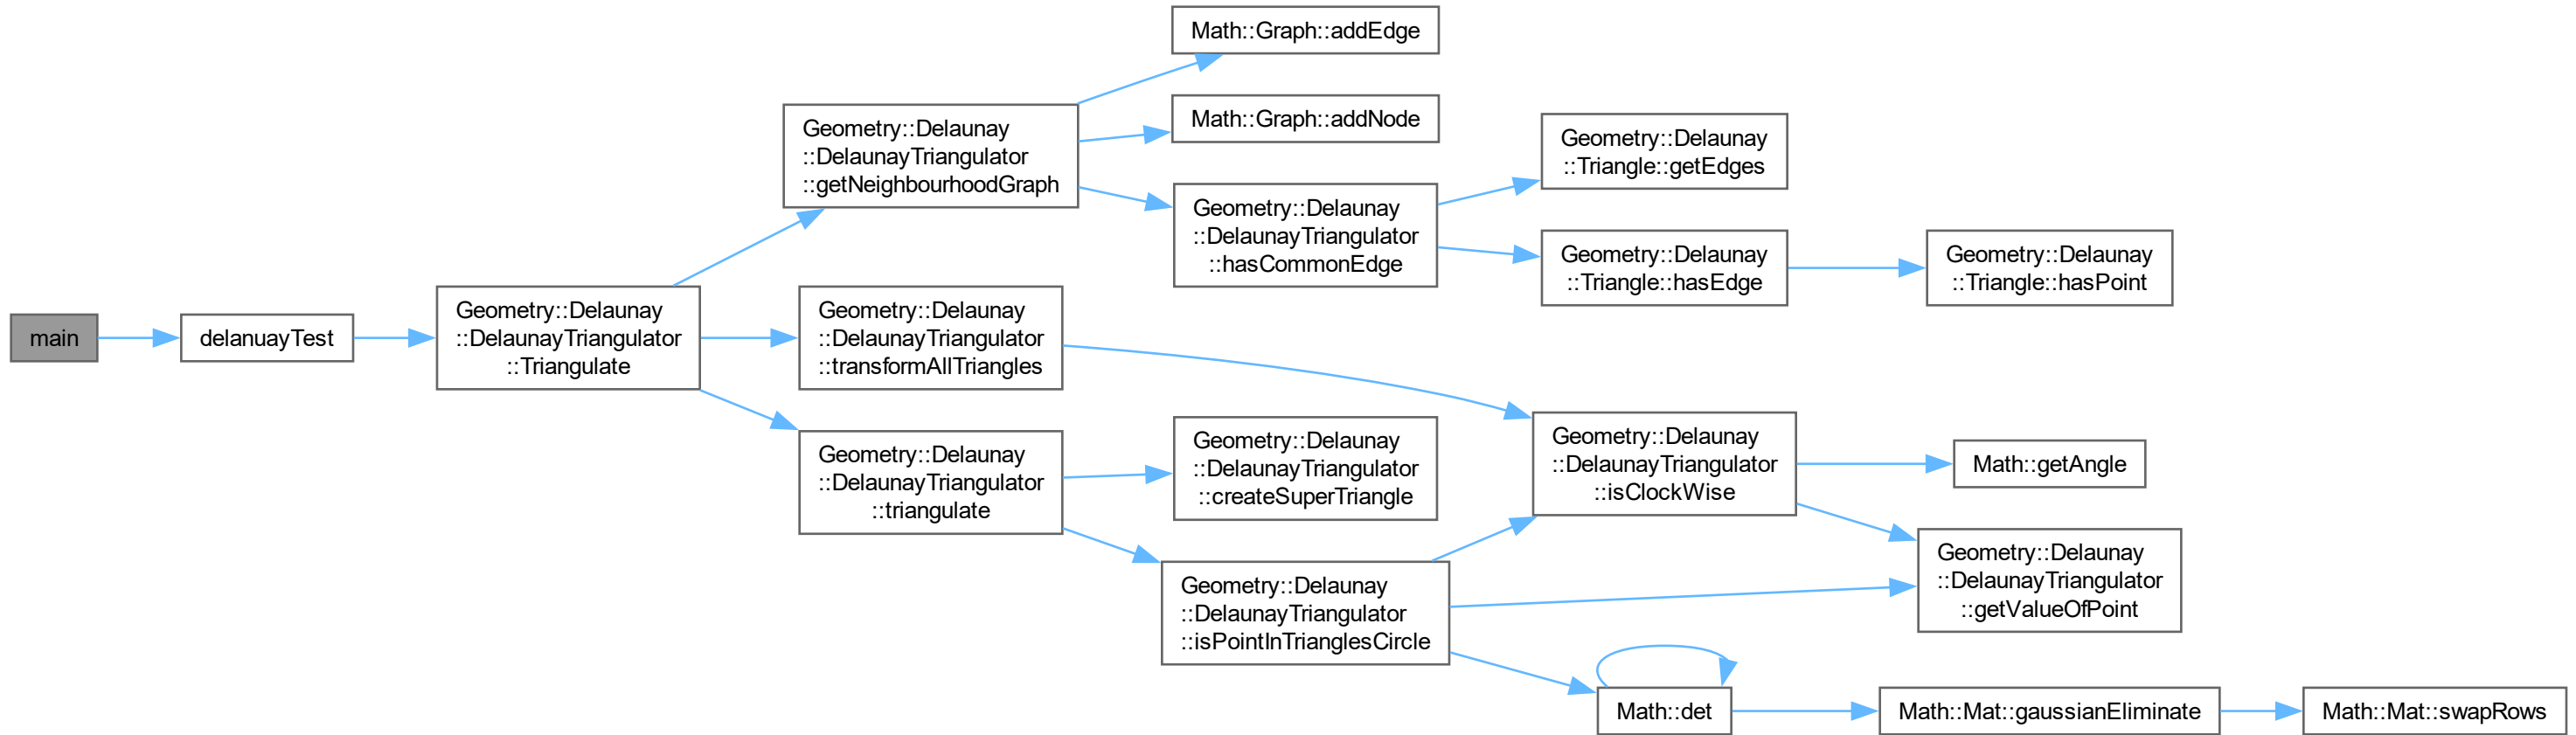 main
delanuayTest
Geometry::Delaunay
::DelaunayTriangulator
::Triangulate
Geometry::Delaunay
::DelaunayTriangulator
::getNeighbourhoodGraph
Math::Graph::addEdge
Math::Graph::addNode
Geometry::Delaunay
::DelaunayTriangulator
::hasCommonEdge
Geometry::Delaunay
::Triangle::getEdges
Geometry::Delaunay
::Triangle::hasEdge
Geometry::Delaunay
::Triangle::hasPoint
Geometry::Delaunay
::DelaunayTriangulator
::transformAllTriangles
Geometry::Delaunay
::DelaunayTriangulator
::triangulate
Geometry::Delaunay
::DelaunayTriangulator
::createSuperTriangle
Geometry::Delaunay
::DelaunayTriangulator
::isPointInTrianglesCircle
Geometry::Delaunay
::DelaunayTriangulator
::isClockWise
Math::getAngle
Geometry::Delaunay
::DelaunayTriangulator
::getValueOfPoint
Math::det
Math::Mat::gaussianEliminate
Math::Mat::swapRows